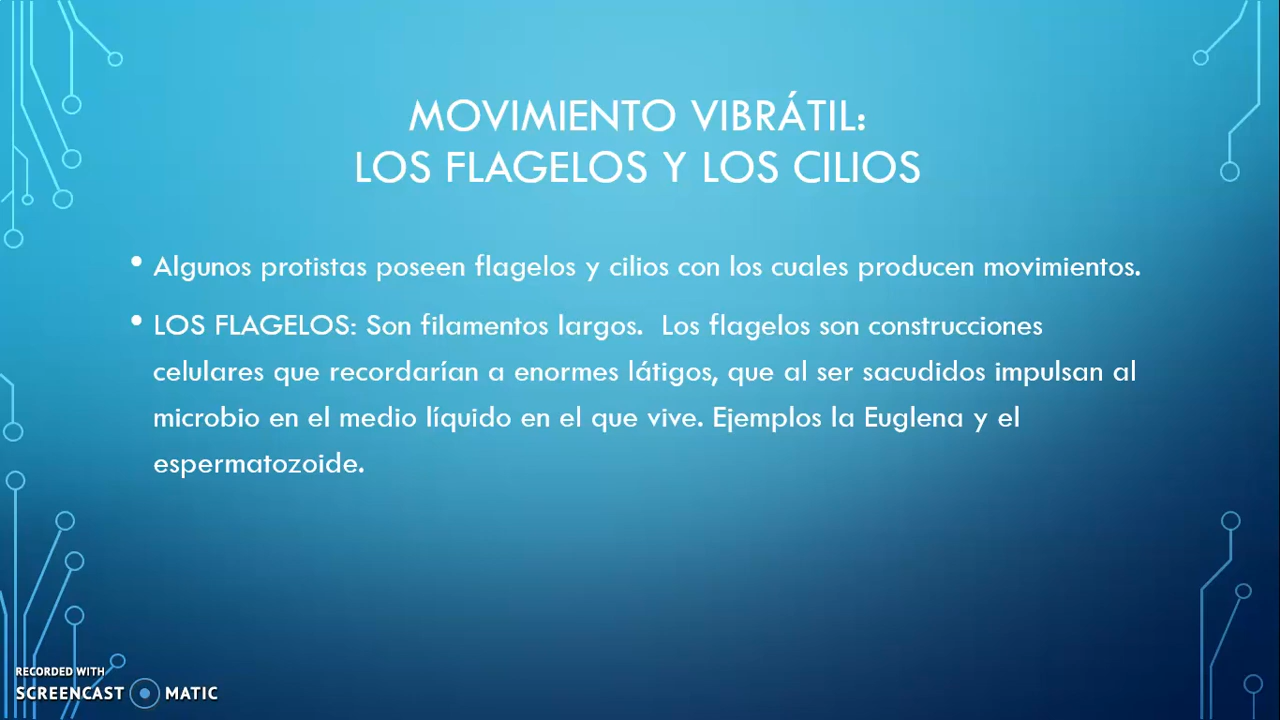 MOVIMIENTO VIBRÁTIL:
LOS FLAGELOS Y LOS CILIOS
• Algunos protistas poseen flagelos y cilios con los cuales producen movimientos.
• LOS FLAGELOS: Son filamentos largos.  Los flagelos son construcciones
celulares que recordarían a enormes látigos, que al ser sacudidos impulsan al
microbio en el medio líquido en el que vive. Ejemplos la Euglena y el
espermatozoide.
RECORDED WITH
SCREENCAST MATIC